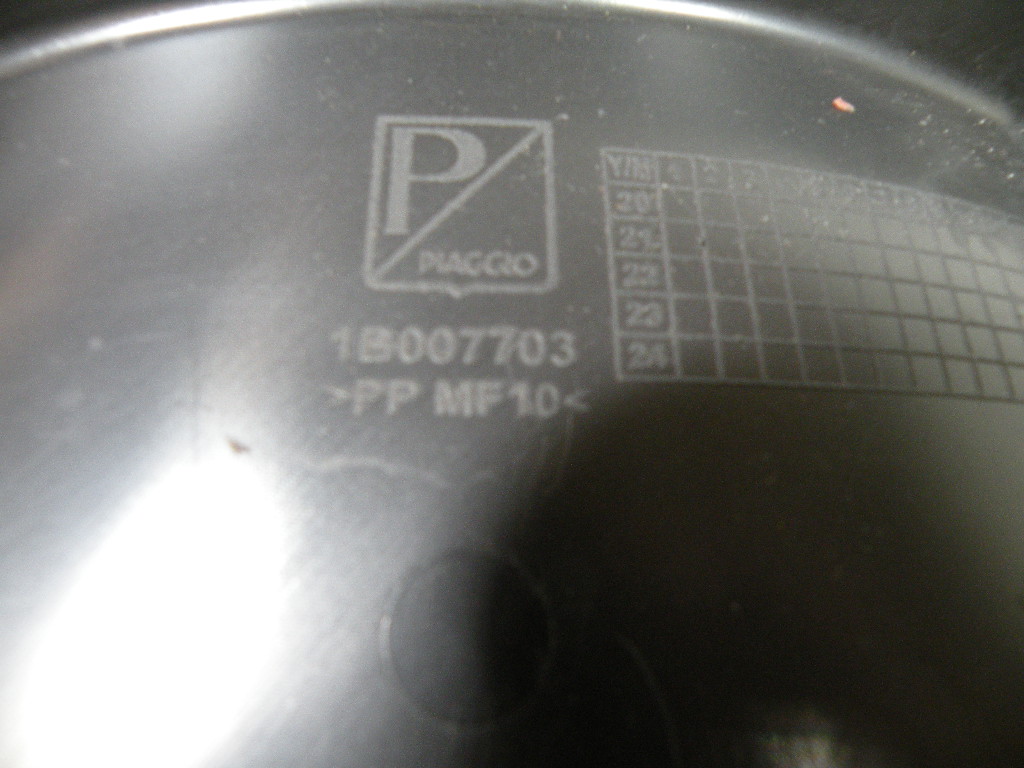 P
PIAGGIO
1B007703
>PP MF10<
Y/M
20
21
22
23
24